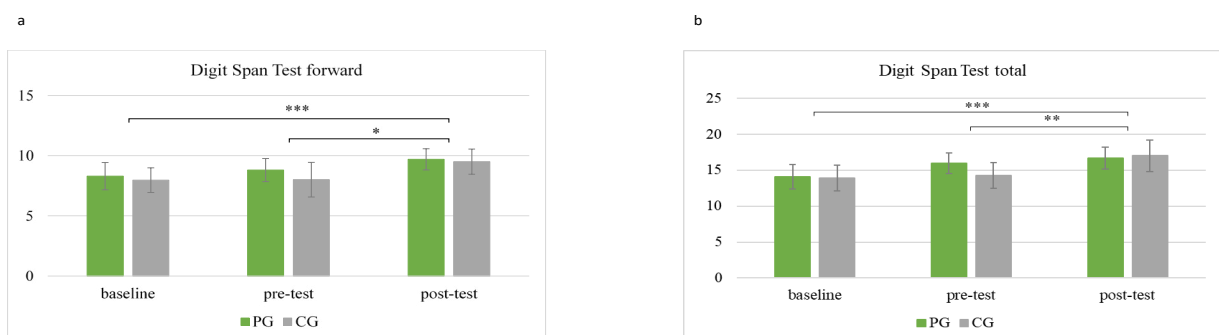 a
Digit Span Test forward
15
10
5
0
***
*
baseline pre-test post-test
PG CG
b
Digit Span Test total
25
20
15
10
5
0
***
**
baseline pre-test post-test
PG CG